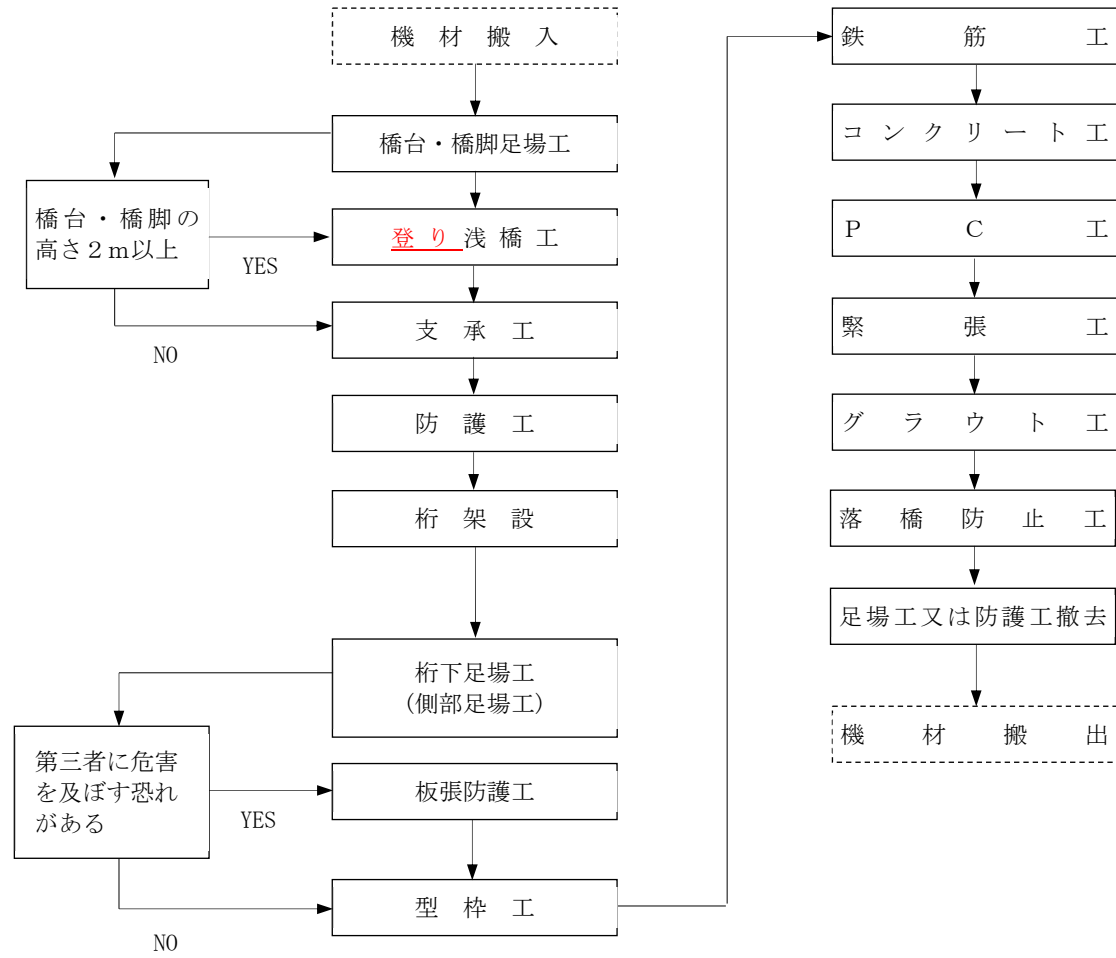 機材搬入
橋台・橋脚足場工
橋台・橋脚の
高さ２ｍ以上
YES
NO
登り浅橋工
支承工
防護工
桁架設
桁下足場工
(側部足場工)
第三者に危害
を及ぼす恐れ
がある
YES
NO
板張防護工
型枠工
鉄筋工
コンクリート工
ＰＣ工
緊張工
グラウト工
落橋防止工
足場工又は防護工撤去
機材搬出